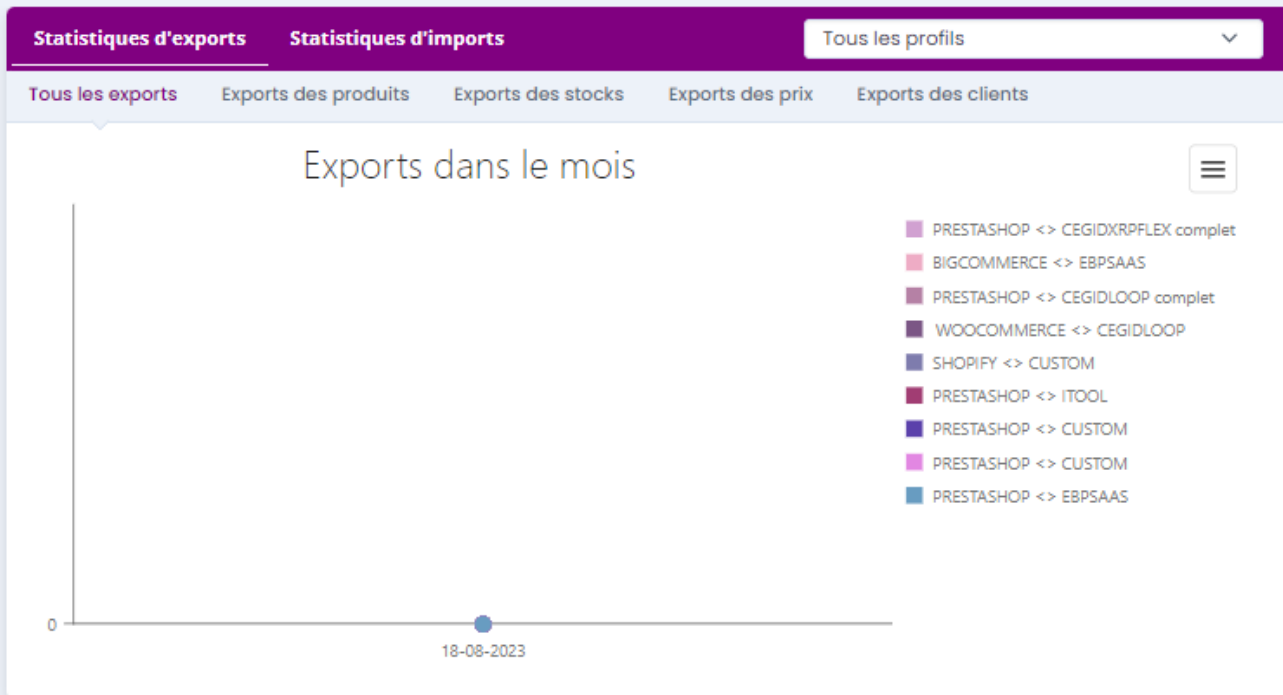 Statistiques d'exports Statistiques d'imports Tous les profils
Tous les exports Exports des produits Exports des stocks Exports des prix Exports des clients
Exports dans le mois
PRESTASHOP <> CEGIDXRPFLEX complet
BIGCOMMERCE <> EBPSAAS
PRESTASHOP <> CEGIDLOOP complet
WOOCOMMERCE <> CEGIDLOOP
SHOPIFY <> CUSTOM
PRESTASHOP <> ITOOL
PRESTASHOP <> CUSTOM
PRESTASHOP <> CUSTOM
PRESTASHOP <> EBPSAAS
0
18-08-2023